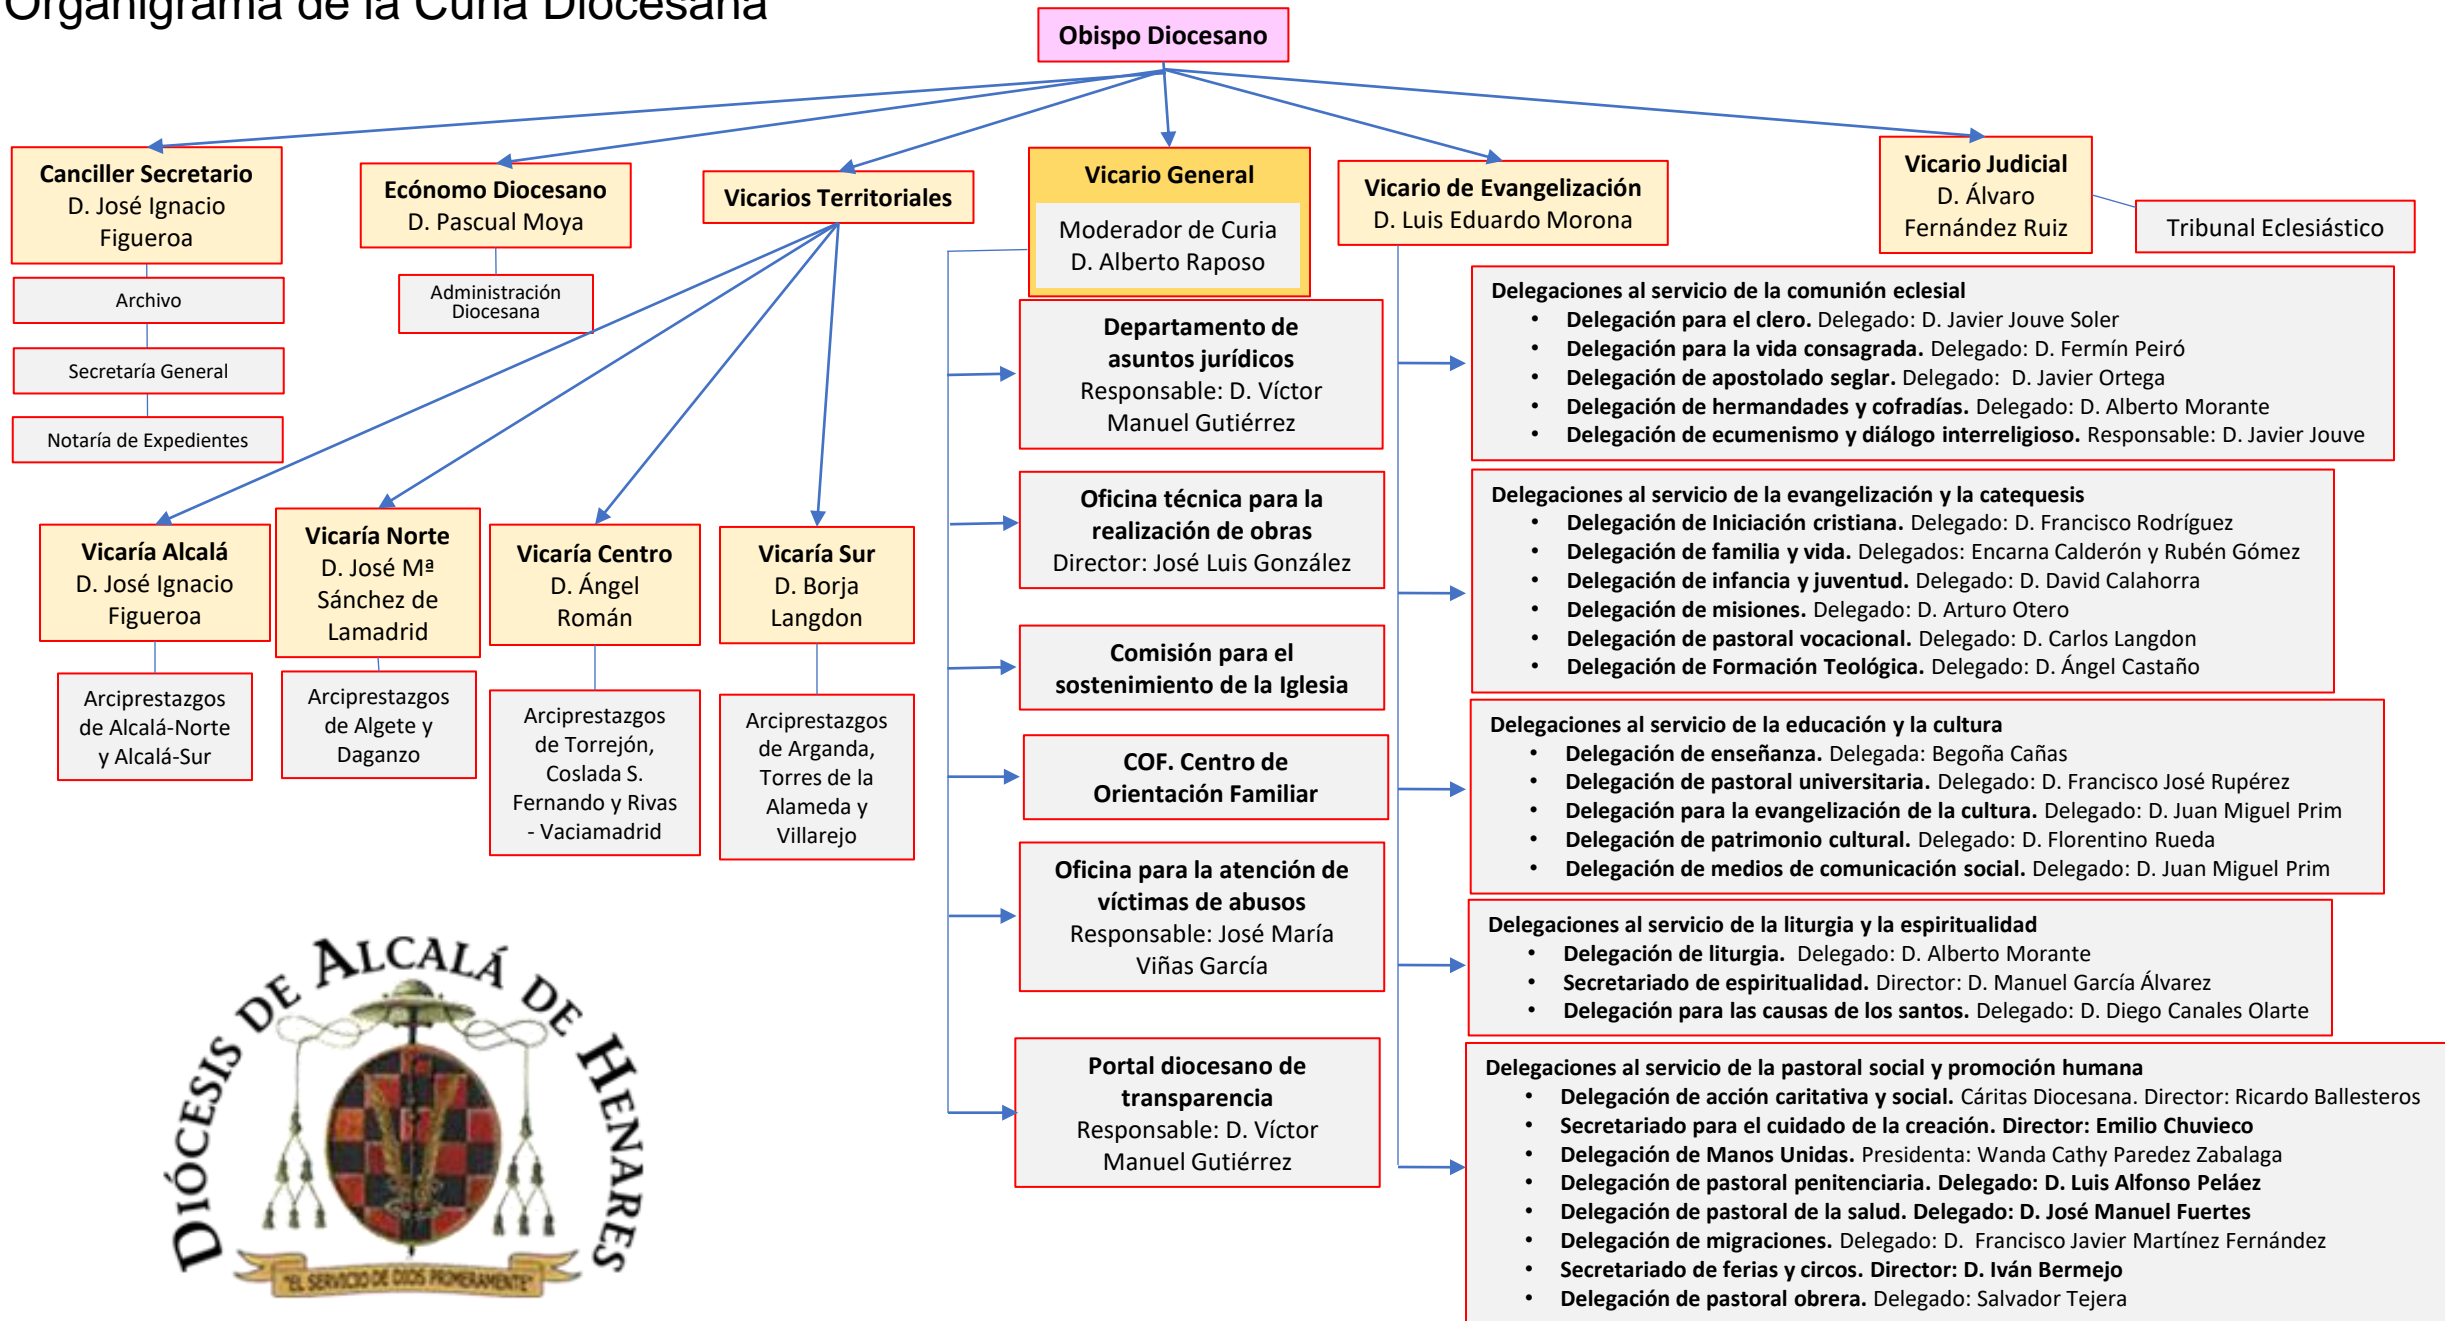 Organigrama de la Curia Diocesana
Obispo Diocesano
Canciller Secretario
D. José Ignacio
Figueroa
Archivo
Secretaría General
Notaría de Expedientes
Ecónomo Diocesano
D. Pascual Moya
Administración
Diocesana
Vicarios Territoriales
Vicaría Alcalá
D. José Ignacio
Figueroa
Arciprestazgos
de Alcalá-Norte
y Alcalá-Sur
Vicaría Norte
D. José Mª
Sánchez de
Lamadrid
Arciprestazgos
de Algete y
Daganzo
Vicaría Centro
D. Ángel
Román
Arciprestazgos
de Torrejón,
Coslada S.
Fernando y Rivas
- Vaciamadrid
Vicaría Sur
D. Borja
Langdon
Arciprestazgos
de Arganda,
Torres de la
Alameda y
Villarejo
Vicario General
Moderador de Curia
D. Alberto Raposo
Departamento de
asuntos jurídicos
Responsable: D. Víctor
Manuel Gutiérrez
Oficina técnica para la
realización de obras
Director: José Luis González
Comisión para el
sostenimiento de la Iglesia
COF. Centro de
Orientación Familiar
Oficina para la atención de
víctimas de abusos
Responsable: José María
Viñas García
Portal diocesano de
transparencia
Responsable: D. Víctor
Manuel Gutiérrez
Vicario de Evangelización
D. Luis Eduardo Morona
Vicario Judicial
D. Álvaro
Fernández Ruiz
Tribunal Eclesiástico
Delegaciones al servicio de la comunión eclesial
• Delegación para el clero. Delegado: D. Javier Jouve Soler
• Delegación para la vida consagrada. Delegado: D. Fermín Peiró
• Delegación de apostolado seglar. Delegado: D. Javier Ortega
• Delegación de hermandades y cofradías. Delegado: D. Alberto Morante
• Delegación de ecumenismo y diálogo interreligioso. Responsable: D. Javier Jouve
Delegaciones al servicio de la evangelización y la catequesis
• Delegación de Iniciación cristiana. Delegado: D. Francisco Rodríguez
• Delegación de familia y vida. Delegados: Encarna Calderón y Rubén Gómez
• Delegación de infancia y juventud. Delegado: D. David Calahorra
• Delegación de misiones. Delegado: D. Arturo Otero
• Delegación de pastoral vocacional. Delegado: D. Carlos Langdon
• Delegación de Formación Teológica. Delegado: D. Ángel Castaño
Delegaciones al servicio de la educación y la cultura
• Delegación de enseñanza. Delegada: Begoña Cañas
• Delegación de pastoral universitaria. Delegado: D. Francisco José Rupérez
• Delegación para la evangelización de la cultura. Delegado: D. Juan Miguel Prim
• Delegación de patrimonio cultural. Delegado: D. Florentino Rueda
• Delegación de medios de comunicación social. Delegado: D. Juan Miguel Prim
Delegaciones al servicio de la liturgia y la espiritualidad
• Delegación de liturgia. Delegado: D. Alberto Morante
• Secretariado de espiritualidad. Director: D. Manuel García Álvarez
• Delegación para las causas de los santos. Delegado: D. Diego Canales Olarte
Delegaciones al servicio de la pastoral social y promoción humana
• Delegación de acción caritativa y social. Cáritas Diocesana. Director: Ricardo Ballesteros
• Secretariado para el cuidado de la creación. Director: Emilio Chuvieco
• Delegación de Manos Unidas. Presidenta: Wanda Cathy Paredez Zabalaga
• Delegación de pastoral penitenciaria. Delegado: D. Luis Alfonso Peláez
• Delegación de pastoral de la salud. Delegado: D. José Manuel Fuertes
• Delegación de migraciones. Delegado: D. Francisco Javier Martínez Fernández
• Secretariado de ferias y circos. Director: D. Iván Bermejo
• Delegación de pastoral obrera. Delegado: Salvador Tejera
DIÓCESIS DE ALCALÁ DE HENARES
"EL SERVICIO DE DIOS PRIMERAMENTE"